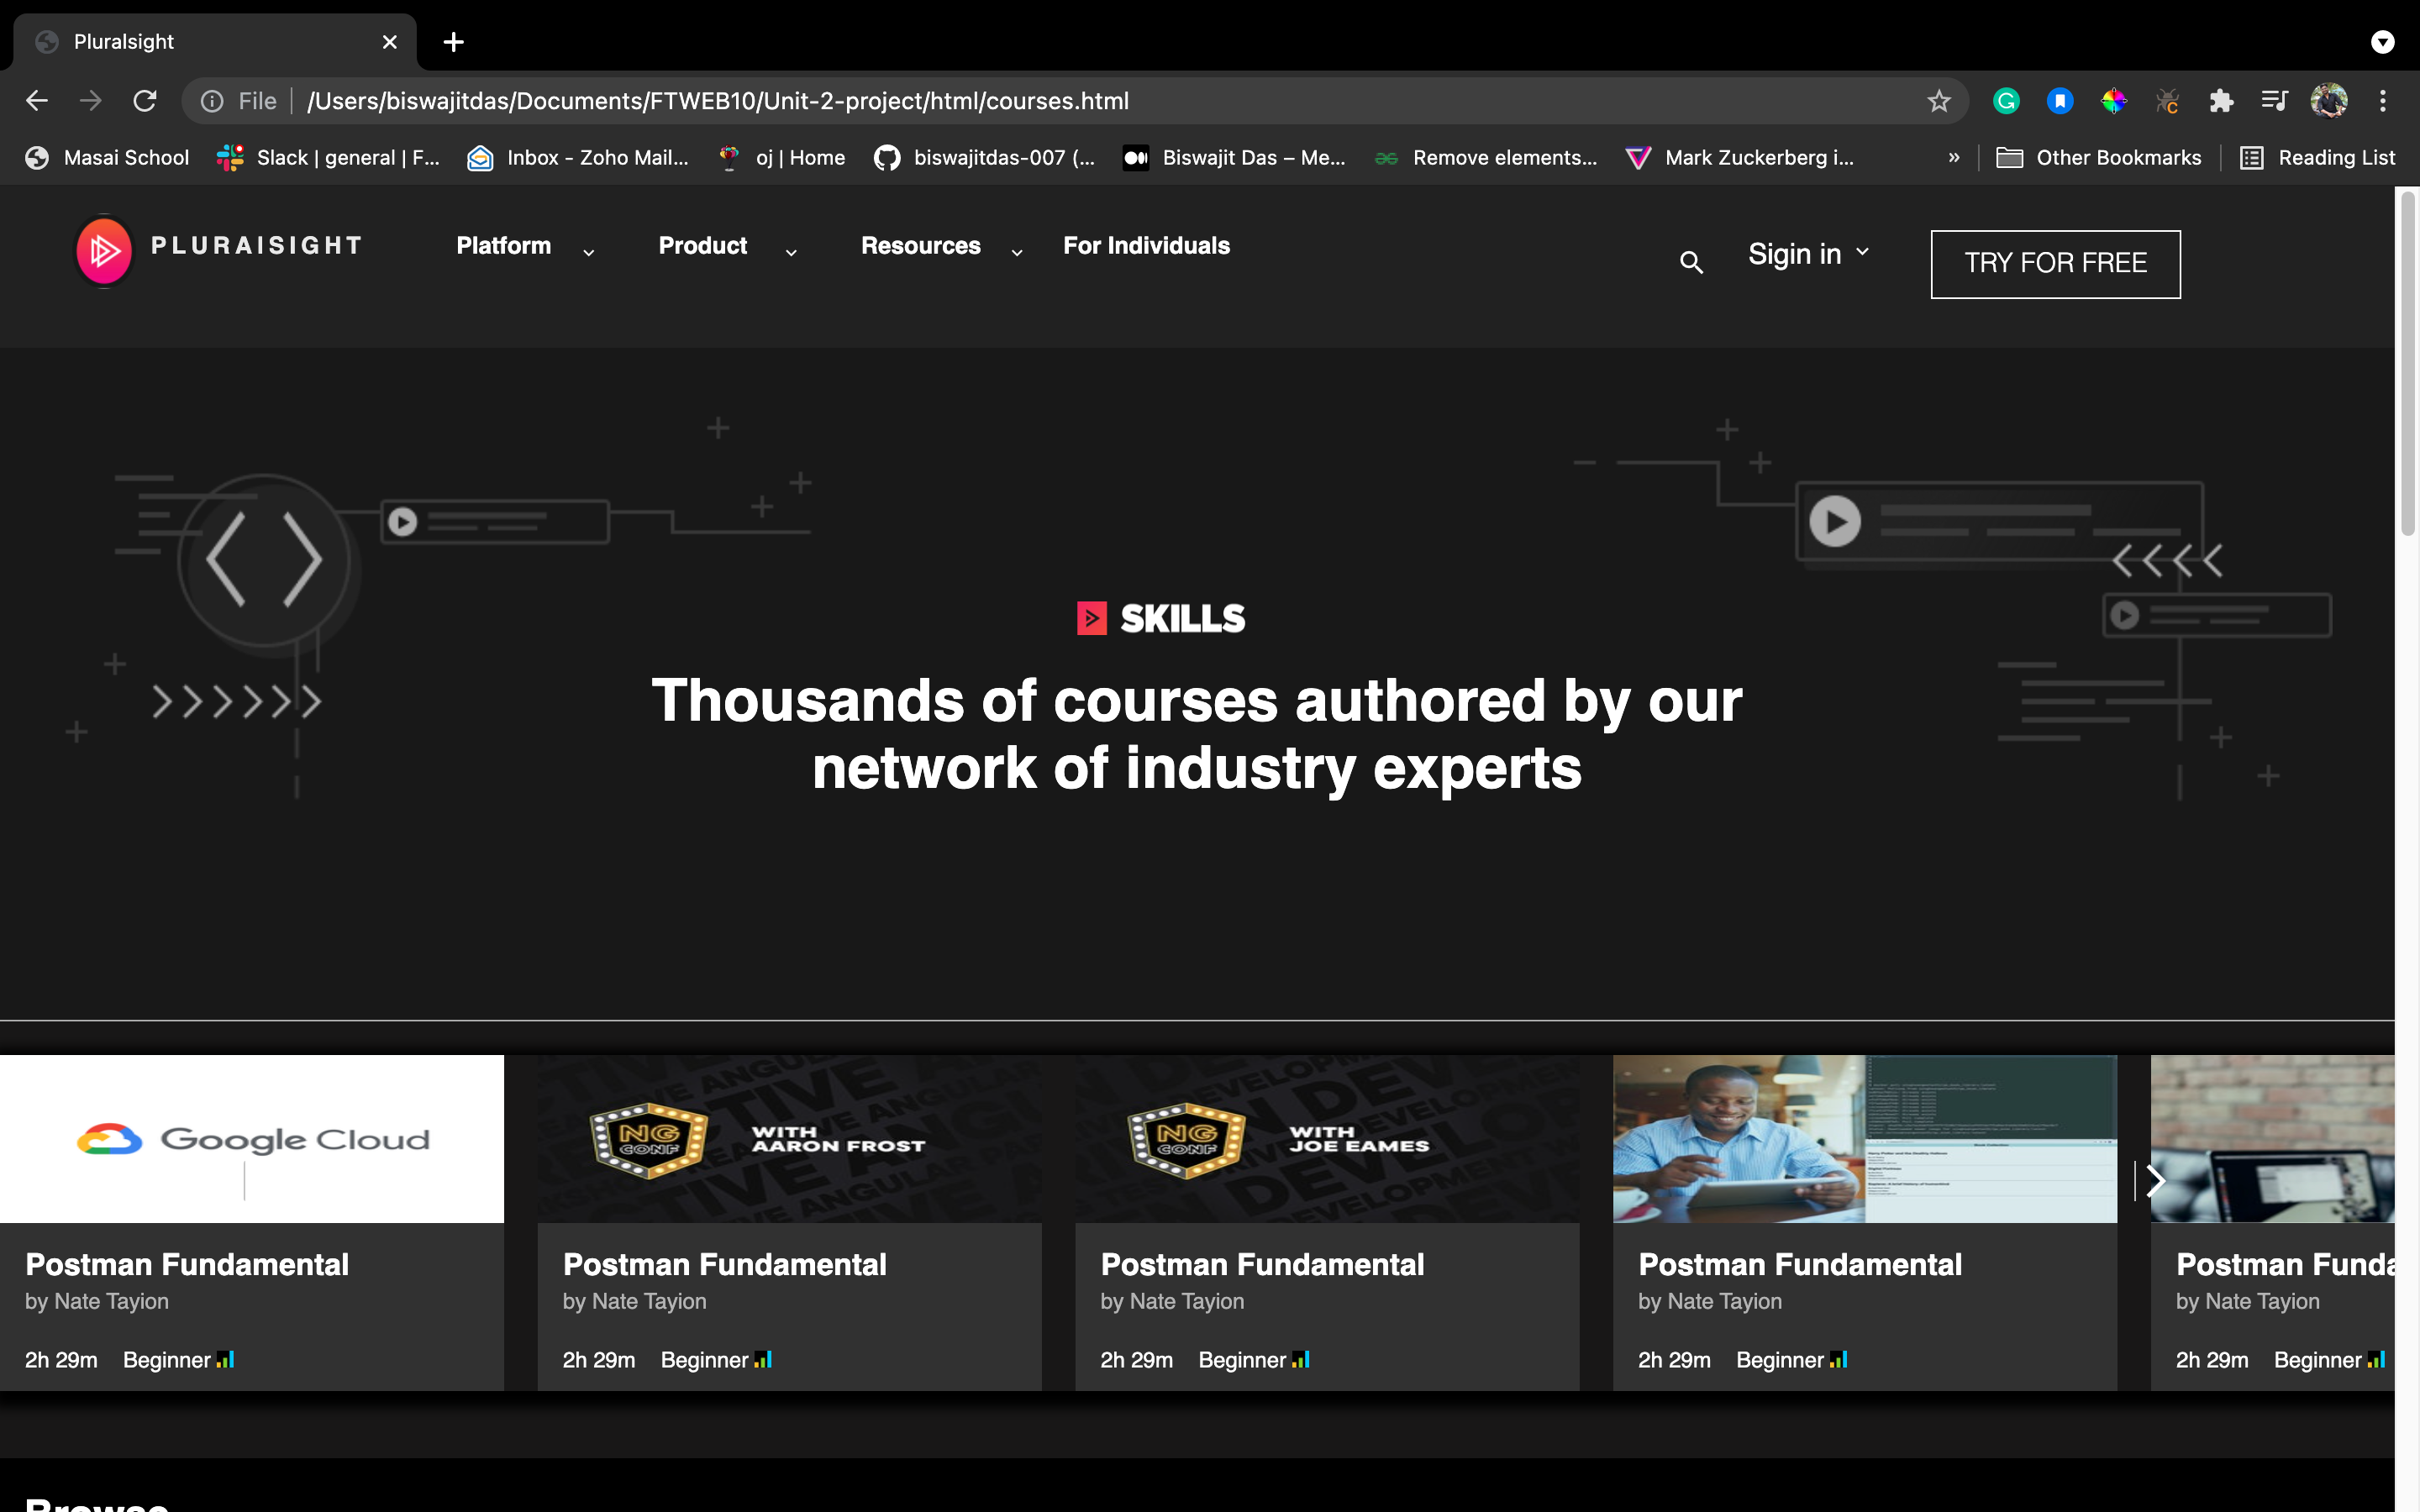 Pluralsight
File /Users/biswajitdas/Documents/FTWEB10/Unit-2-project/html/courses.html
Masai School Slack | general | F... Inbox - Zoho Mail... oj | Home biswajitdas-007 (... Biswajit Das – Me... Remove elements... Mark Zuckerberg i... » Other Bookmarks Reading List
PLURAISIGHT Platform Product Resources For Individuals Sigin in TRY FOR FREE
SKILLS
Thousands of courses authored by our
network of industry experts
Google Cloud
NG CONF WITH AARON FROST
NG CONF WITH JOE EAMES
Postman Fundamental Postman Fundamental Postman Fundamental Postman Fundamental Postman Funda
by Nate Tayion by Nate Tayion by Nate Tayion by Nate Tayion by Nate Tayion
2h 29m Beginner 2h 29m Beginner 2h 29m Beginner 2h 29m Beginner 2h 29m Beginner
Browse